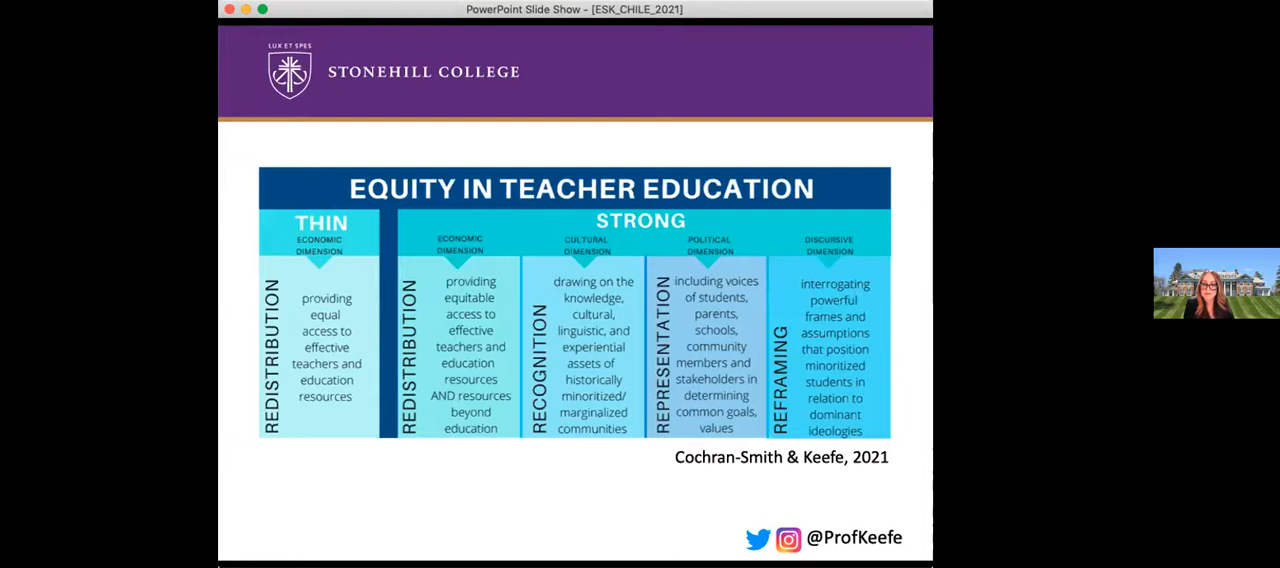 PowerPoint Slide Show - [ESK_CHILE_2021]
LUX ET SPES
STONEHILL COLLEGE
EQUITY IN TEACHER EDUCATION
THIN
ECONOMIC
DIMENSION
REDISTRIBUTION
providing
equal
access to
effective
teachers and
education
resources
STRONG
ECONOMIC
DIMENSION
REDISTRIBUTION
providing
equitable
access to
effective
teachers and
education
resources
AND resources
beyond
education
CULTURAL
DIMENSION
RECOGNITION
drawing on the
knowledge,
cultural,
linguistic, and
experiential
assets of
historically
minoritized/
marginalized
communities
POLITICAL
DIMENSION
REPRESENTATION
including voices
of students,
parents,
schools,
community
members and
stakeholders in
determining
common goals,
values
DISCURSIVE
DIMENSION
REFRAMING
interrogating
powerful
frames and
assumptions
that position
minoritized
students in
relation to
dominant
ideologies
Cochran-Smith & Keefe, 2021
@ProfKeefe